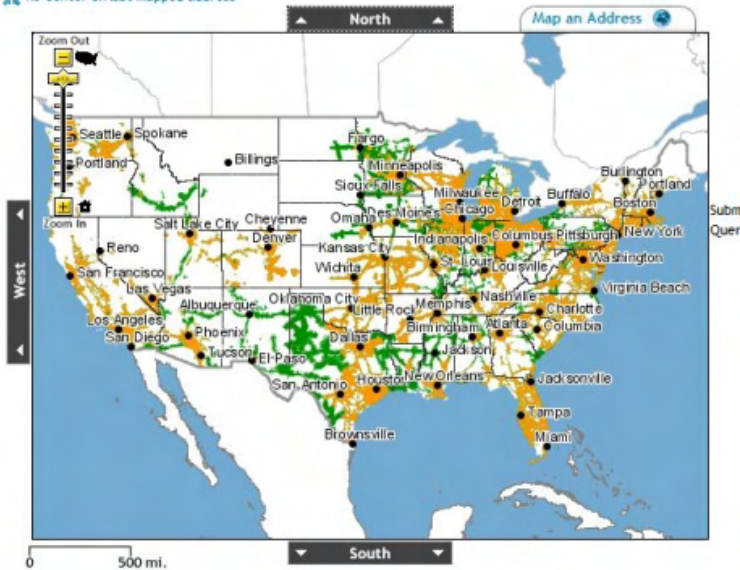 North
Map an Address
Zoom Out
Seattle
Spokane
Fargo
Portland
Billings
Minneapolis
Burlington
Sioux Falls
Milwaukee
Buffalo
Portland
Zoom In
Detroit
Boston
Salt Lake City
Cheyenne
Omaha
Des Moines
Chicago
Subm
Denver
Indianapolis
Columbus
Pittsburgh
New York
Quer
Reno
Kansas City
Washington
San Francisco
Wichita
St. Louis
Louisville
West
Las Vegas
Virginia Beach
Albuquerque
Oklahoma City
Nashville
Los Angeles
Little Rock
Memphis
Charlotte
Phoenix
Birmingham
Atlanta
Columbia
San Diego
Dallas
Tucson
El-Paso
Jackson
San Antonio
Houston
New Orleans
Jacksonville
Tampa
Brownsville
Miami
0
500 mi.
South